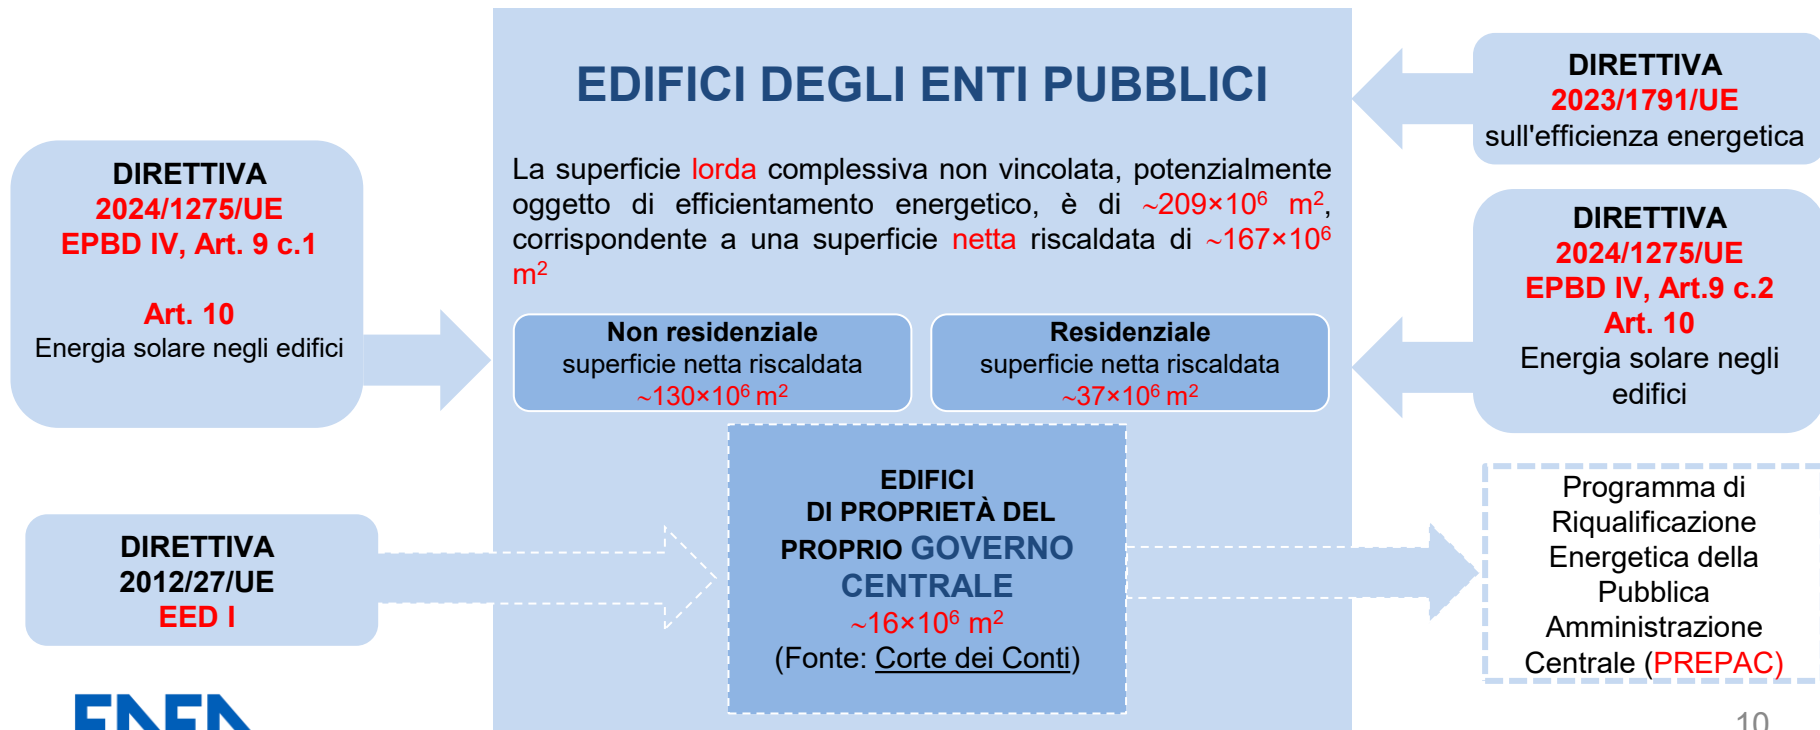 EDIFICI DEGLI ENTI PUBBLICI
La superficie lorda complessiva non vincolata, potenzialmente
oggetto di efficientamento energetico, è di ~209×10⁶ m²,
corrispondente a una superficie netta riscaldata di ~167×10⁶
m²
DIRETTIVA
2024/1275/UE
EPBD IV, Art. 9 c.1
Art. 10
Energia solare negli edifici
Non residenziale
superficie netta riscaldata
~130×10⁶ m²
Residenziale
superficie netta riscaldata
~37×10⁶ m²
DIRETTIVA
2023/1791/UE
sull'efficienza energetica
DIRETTIVA
2024/1275/UE
EPBD IV, Art.9 c.2
Art. 10
Energia solare negli
edifici
DIRETTIVA
2012/27/UE
EED I
EDIFICI
DI PROPRIETÀ DEL
PROPRIO GOVERNO
CENTRALE
~16×10⁶ m²
(Fonte: Corte dei Conti)
Programma di
Riqualificazione
Energetica della
Pubblica
Amministrazione
Centrale (PREPAC)
ENEA
10